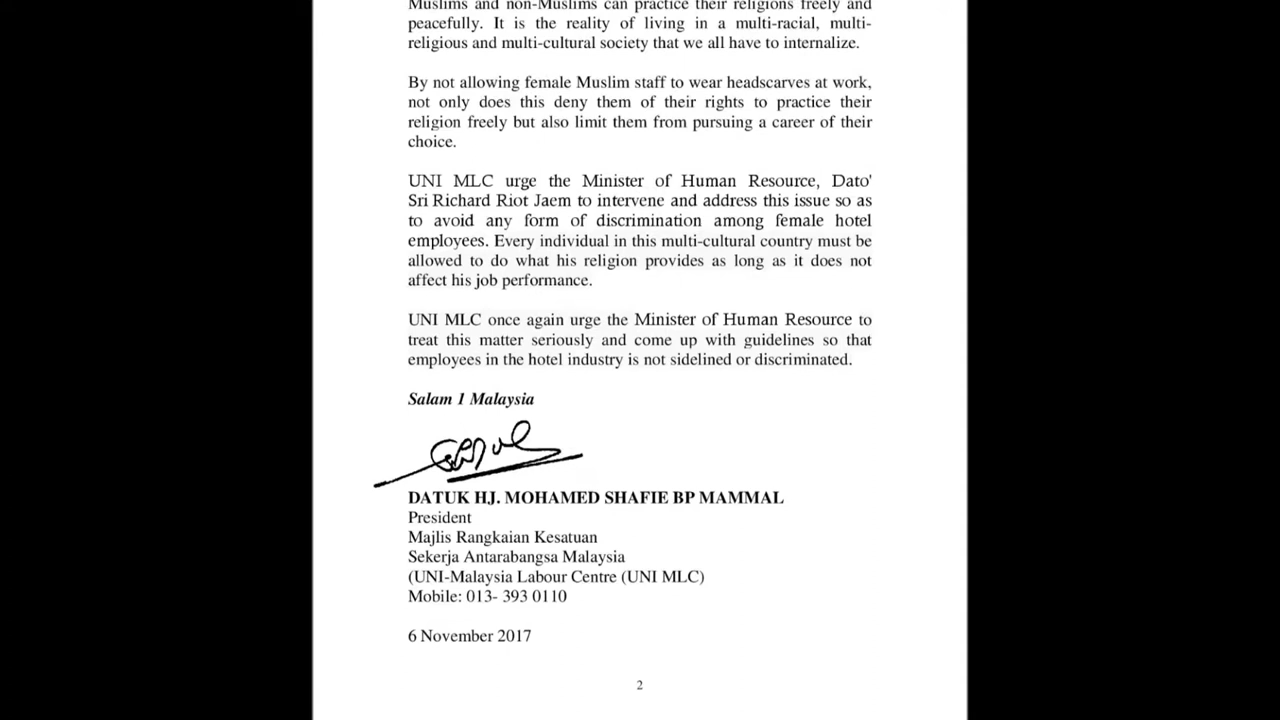 Muslims and non-Muslims can practice their religions freely and
peacefully. It is the reality of living in a multi-racial, multi-
religious and multi-cultural society that we all have to internalize.
By not allowing female Muslim staff to wear headscarves at work,
not only does this deny them of their rights to practice their
religion freely but also limit them from pursuing a career of their
choice.
UNI MLC urge the Minister of Human Resource, Dato'
Sri Richard Riot Jaem to intervene and address this issue so as
to avoid any form of discrimination among female hotel
employees. Every individual in this multi-cultural country must be
allowed to do what his religion provides as long as it does not
affect his job performance.
UNI MLC once again urge the Minister of Human Resource to
treat this matter seriously and come up with guidelines so that
employees in the hotel industry is not sidelined or discriminated.
Salam 1 Malaysia
DATUK HJ. MOHAMED SHAFIE BP MAMMAL
President
Majlis Rangkaian Kesatuan
Sekerja Antarabangsa Malaysia
(UNI-Malaysia Labour Centre (UNI MLC)
Mobile: 013- 393 0110
6 November 2017
2